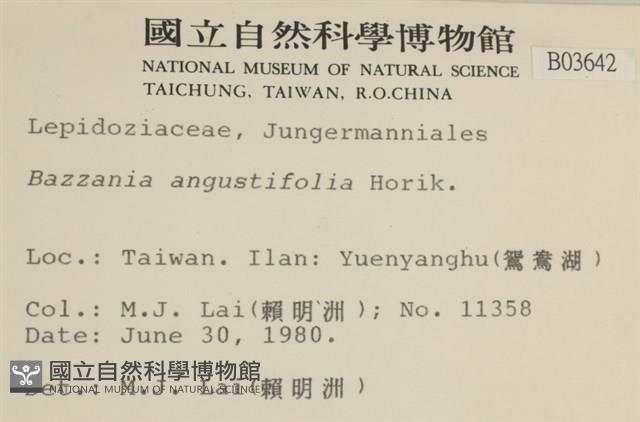 國立自然科學博物館
NATIONAL MUSEUM OF NATURAL SCIENCE
TAICHUNG, TAIWAN, R.O.CHINA
B03642
Lepidoziaceae, Jungermanniales
Bazzania angustifolia Horik.
Loc.: Taiwan. Ilan: Yuenyanghu(鴛鴦湖)
Col.: M.J. Lai(賴明洲); No. 11358
Date: June 30, 1980.
國立自然科學博物館
NATIONAL MUSEUM OF NATURAL SCIENCE
Det.: M.J. Lai(賴明洲)